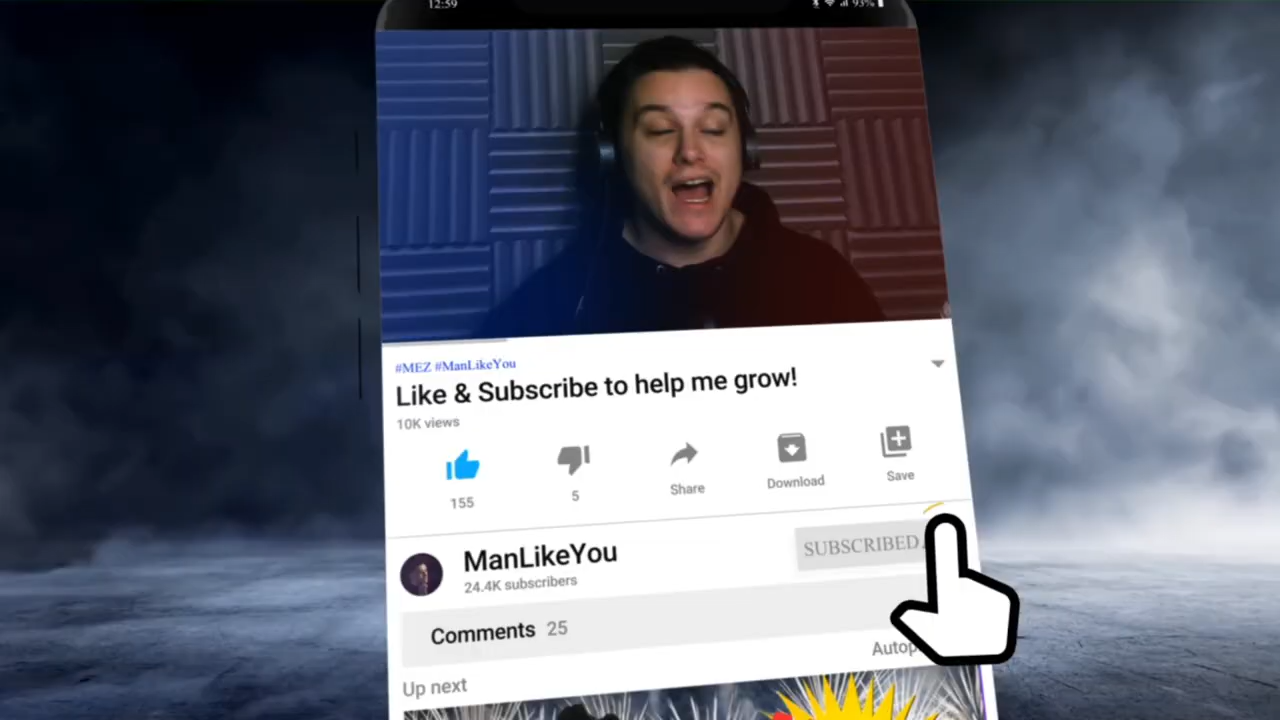 12:59 93%
#MEZ #ManLikeYou
Like & Subscribe to help me grow!
10K views
155 5 Share Download Save
ManLikeYou
SUBSCRIBED
24.4K subscribers
Comments 25
Up next